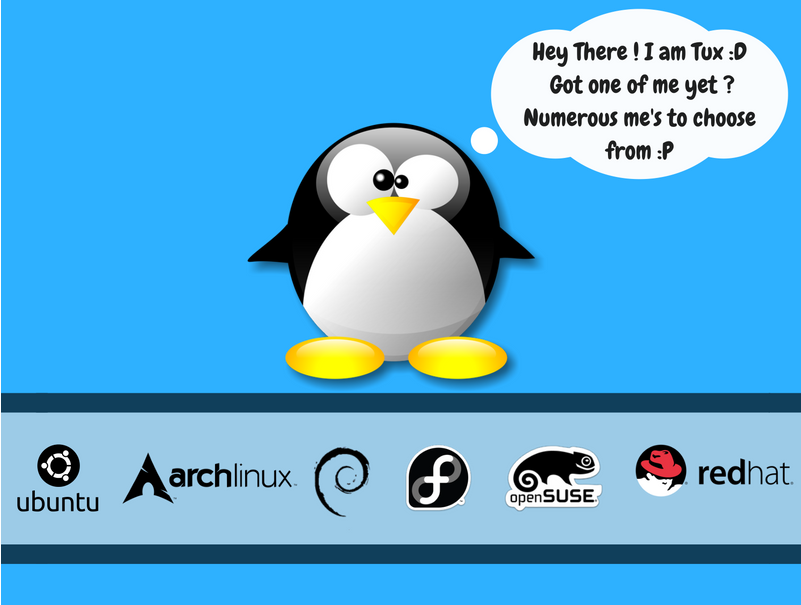 Hey There ! I am Tux :D
Got one of me yet ?
Numerous me's to choose
from :P
ubuntu
archlinux
openSUSE
redhat.